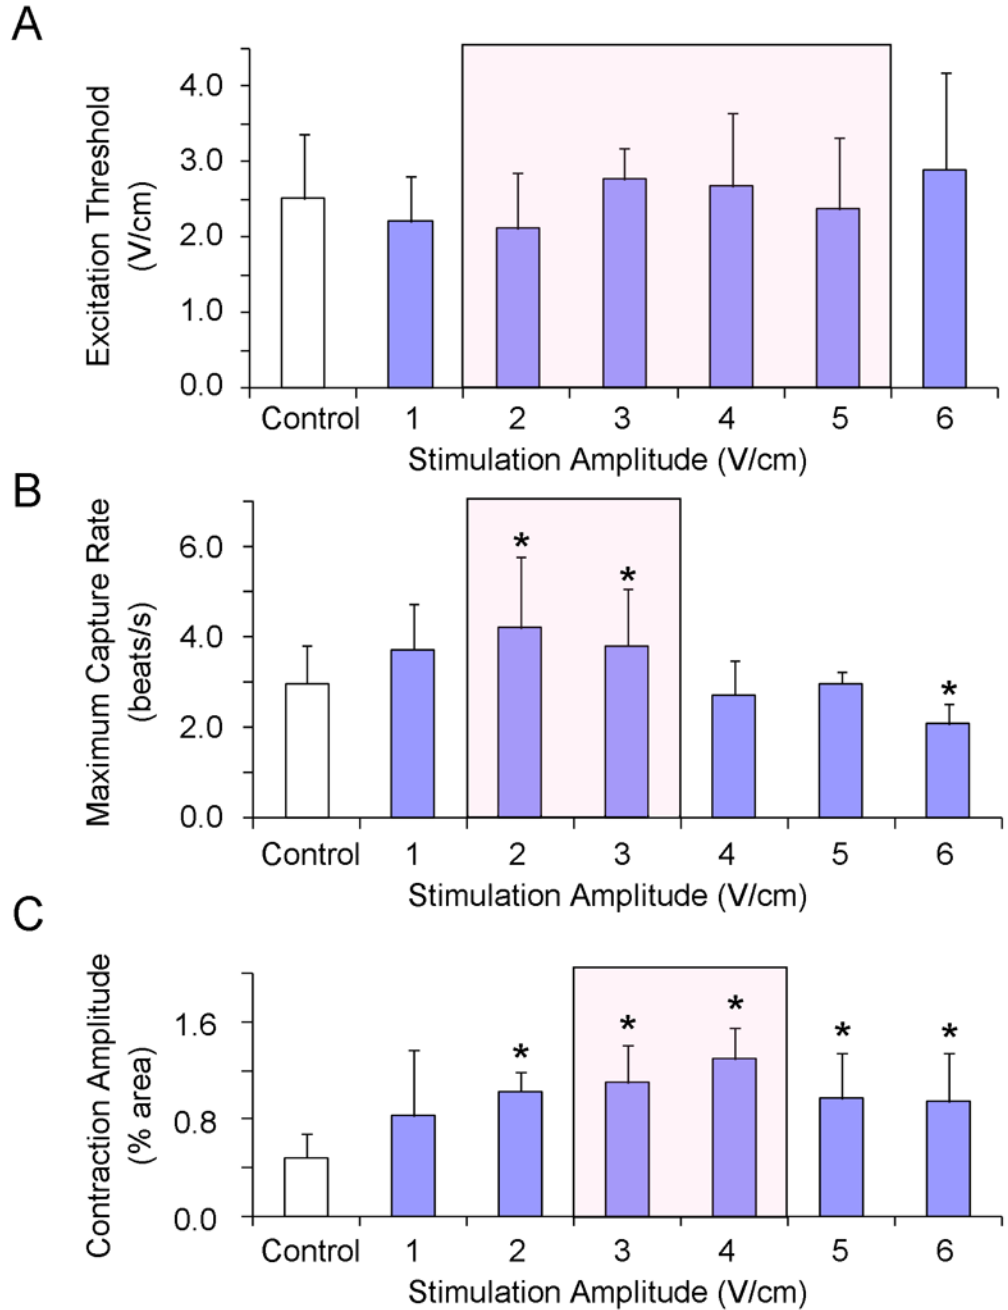 A
Excitation Threshold
(V/cm)
4.0
3.0
2.0
1.0
0.0
Control 1 2 3 4 5 6
Stimulation Amplitude (V/cm)
B
Maximum Capture Rate
(beats/s)
6.0
4.0
2.0
0.0
* * *
Control 1 2 3 4 5 6
Stimulation Amplitude (V/cm)
C
Contraction Amplitude
(% area)
1.6
0.8
0.0
* * * * *
Control 1 2 3 4 5 6
Stimulation Amplitude (V/cm)